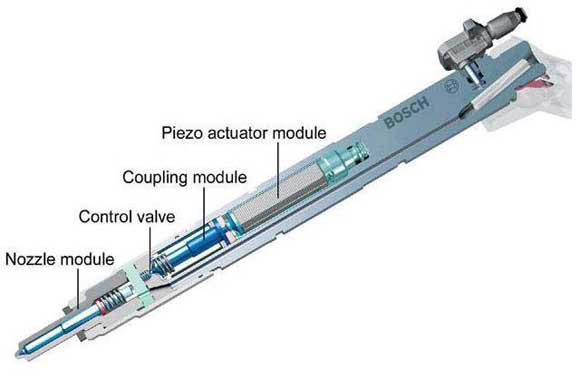 BOSCH
Piezo actuator module
Coupling module
Control valve
Nozzle module